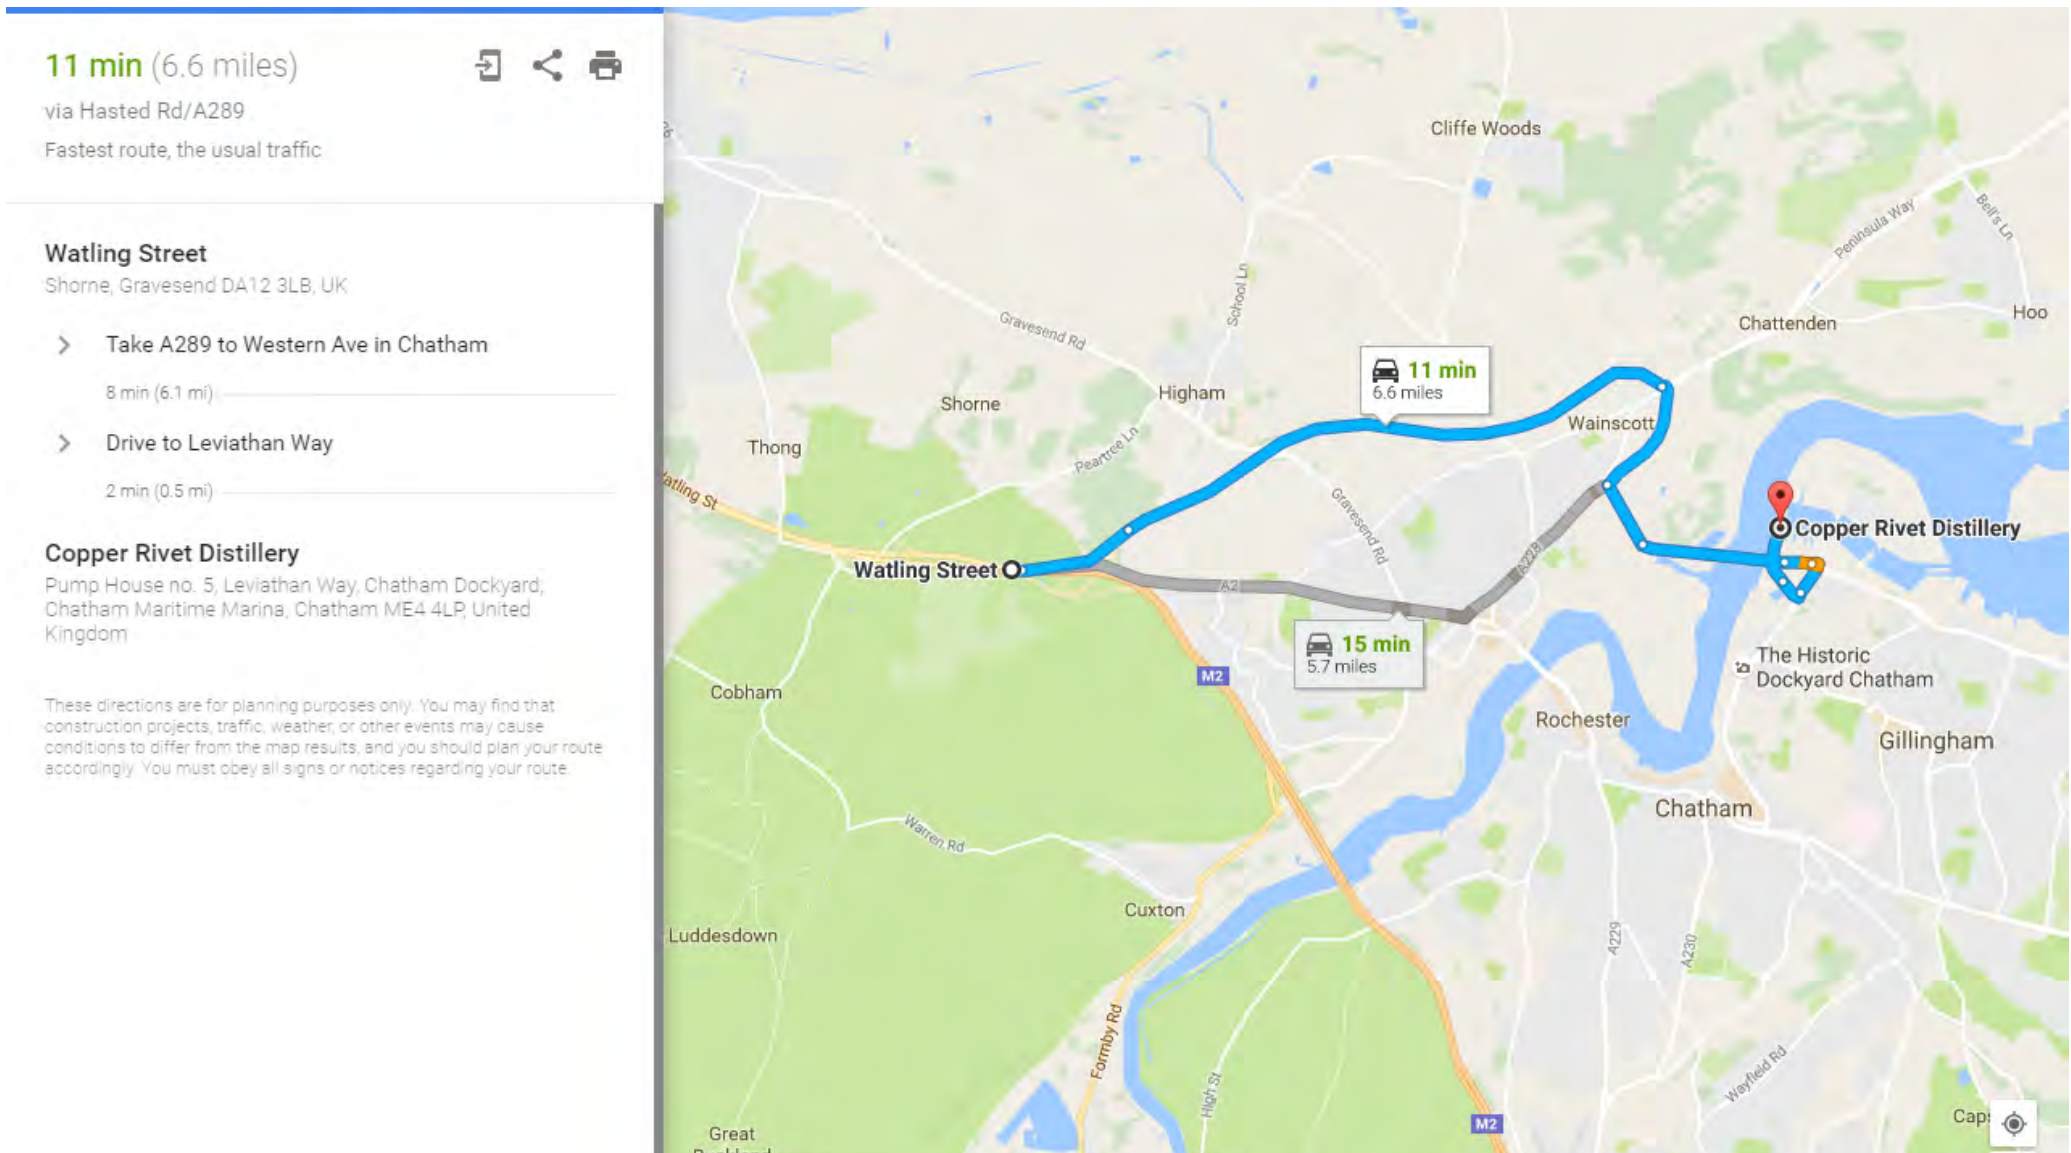 11 min (6.6 miles)
via Hasted Rd/A289
Fastest route, the usual traffic
Watling Street
Shorne, Gravesend DA12 3LB, UK
Take A289 to Western Ave in Chatham
8 min (6.1 mi)
Drive to Leviathan Way
2 min (0.5 mi)
Copper Rivet Distillery
Pump House no. 5, Leviathan Way, Chatham Dockyard,
Chatham Maritime Marina, Chatham ME4 4LP, United
Kingdom
These directions are for planning purposes only. You may find that
construction projects, traffic, weather, or other events may cause
conditions to differ from the map results, and you should plan your route
accordingly. You must obey all signs or notices regarding your route.
Cliffe Woods
Peninsula Way
Bell's Ln
School Ln
Hoo
Gravesend Rd
Chattenden
11 min
6.6 miles
Higham
Shorne
Wainscott
Thong
Peartree Ln
atling St
Gravesend Rd
Copper Rivet Distillery
Watling Street
A228
A2
15 min
5.7 miles
The Historic
Dockyard Chatham
M2
Cobham
Rochester
Gillingham
Chatham
Warren Rd
Cuxton
Luddesdown
A229
A230
Formby Rd
High St
Wayfield Rd
M2
Cap
Great